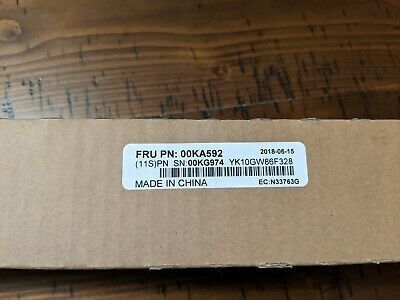 FRU PN: 00KA592 2018-06-15
(11S)PN SN:00KG974 YK10GW86F328
MADE IN CHINA EC:N33763G